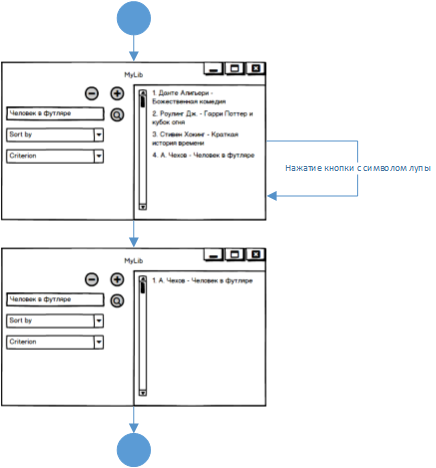 MyLib
Человек в футляре
Sort by
Criterion
1. Данте Алигьери -
Божественная комедия
2. Роулинг Дж. - Гарри Поттер и
кубок огня
3. Стивен Хокинг - Краткая
история времени
4. А. Чехов - Человек в футляре
Нажатие кнопки с символом лупы
MyLib
Человек в футляре
Sort by
Criterion
1. А. Чехов - Человек в футляре